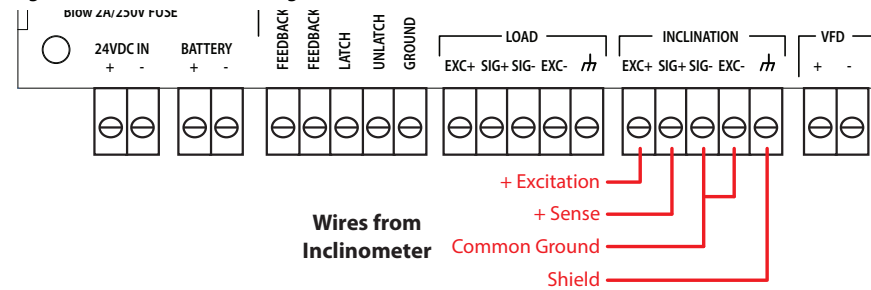 Blow 2A/250V FUSE
24VDC IN
+ -
BATTERY
+ -
FEEDBACK
FEEDBACK
LATCH
UNLATCH
GROUND
LOAD
EXC+ SIG+ SIG- EXC-
INCLINATION
EXC+ SIG+ SIG- EXC-
VFD
+ -
+ Excitation
+ Sense
Wires from
Inclinometer
Common Ground
Shield